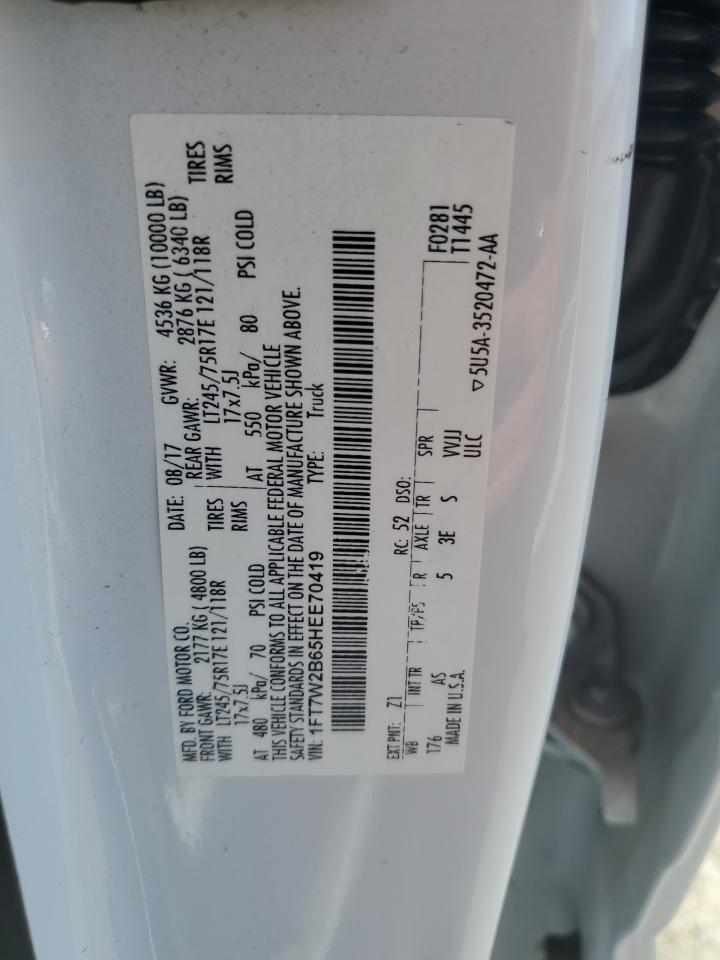 MFD. BY FORD MOTOR CO. DATE: 08/17 GVWR: 4536 KG (10000 LB)
FRONT GAWR: 2177 KG ( 4800 LB) REAR GAWR: 2876 KG ( 6340 LB)
WITH LT245/75R17E 121/118R TIRES WITH LT245/75R17E 121/118R TIRES
17x7.5J RIMS 17x7.5J RIMS
AT 480 kPa/ 70 PSI COLD AT 550 kPa/ 80 PSI COLD
THIS VEHICLE CONFORMS TO ALL APPLICABLE FEDERAL MOTOR VEHICLE
SAFETY STANDARDS IN EFFECT ON THE DATE OF MANUFACTURE SHOWN ABOVE.
VIN: 1FT7W2B65HEE70419 TYPE: Truck
EXT PNT: Z1 RC: 52 DSO: F0281
WB INT TR TP/PS R AXLE TR SPR T1445
176 AS 5 3E S VVJJ
MADE IN U.S.A. ULC ▽5U5A-3520472-AA